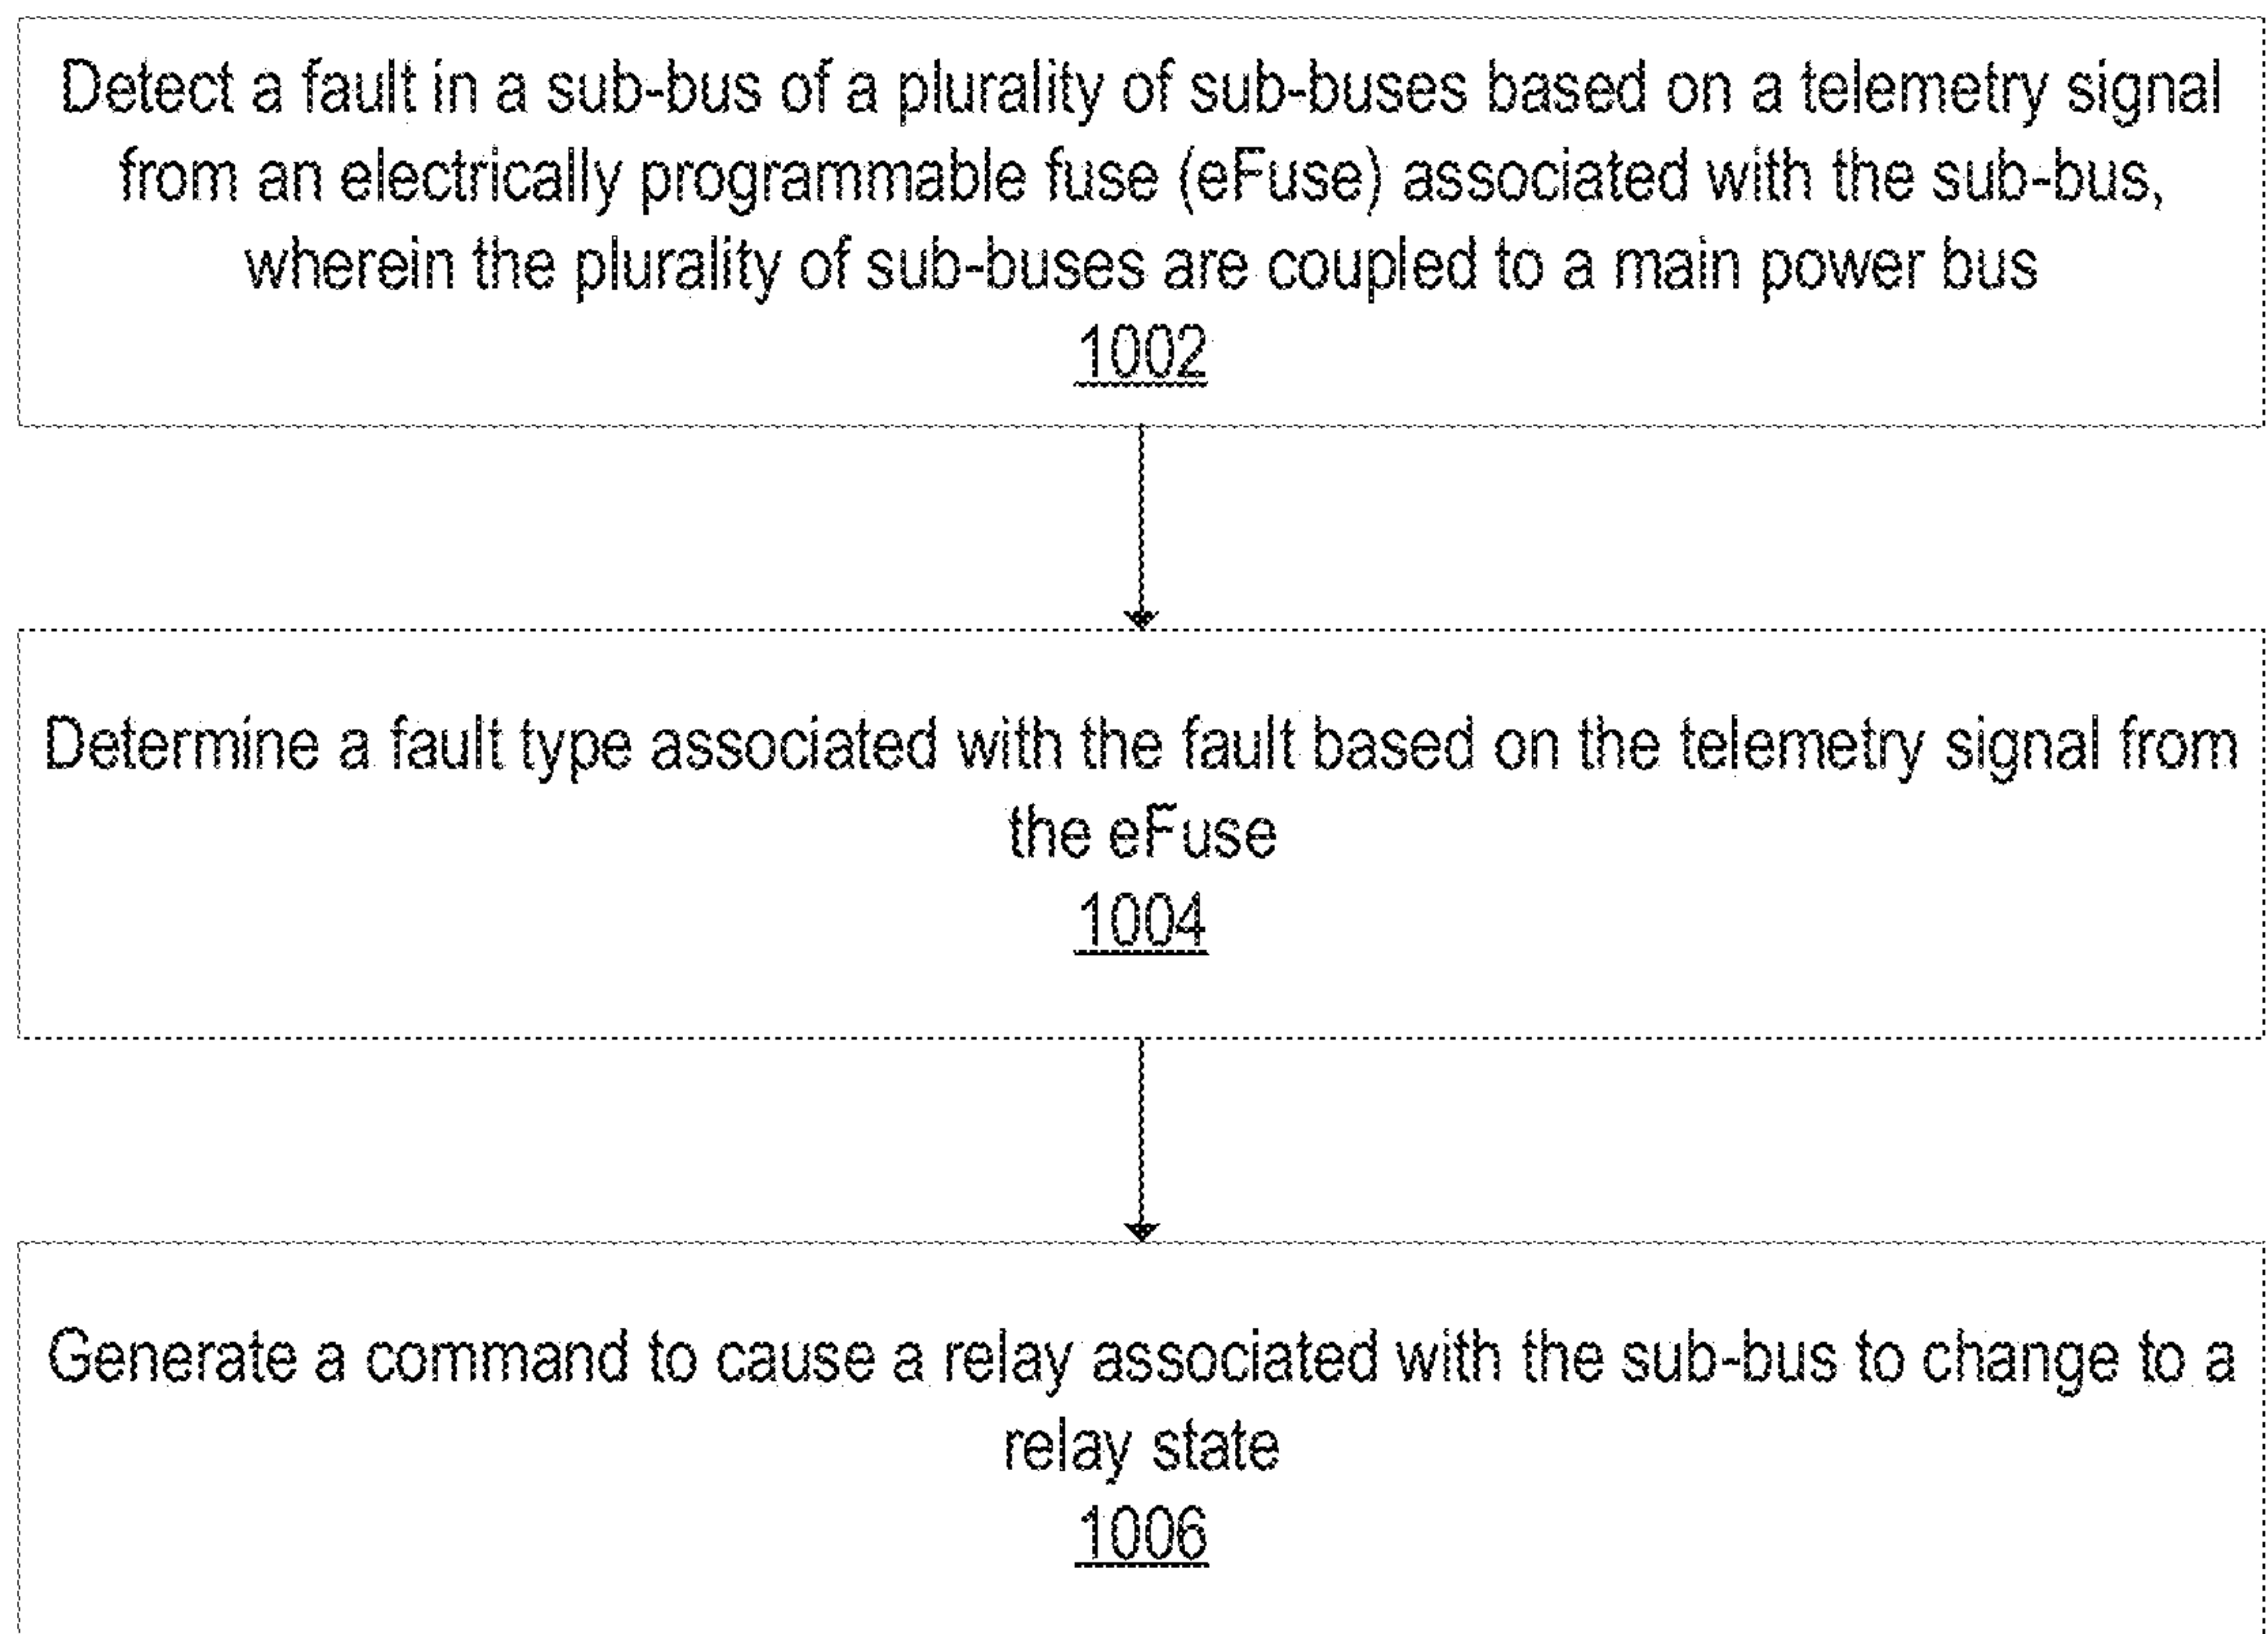 Detect a fault in a sub-bus of a plurality of sub-buses based on a telemetry signal
from an electrically programmable fuse (eFuse) associated with the sub-bus,
wherein the plurality of sub-buses are coupled to a main power bus
1002
Determine a fault type associated with the fault based on the telemetry signal from
the eFuse
1004
Generate a command to cause a relay associated with the sub-bus to change to a
relay state
1006